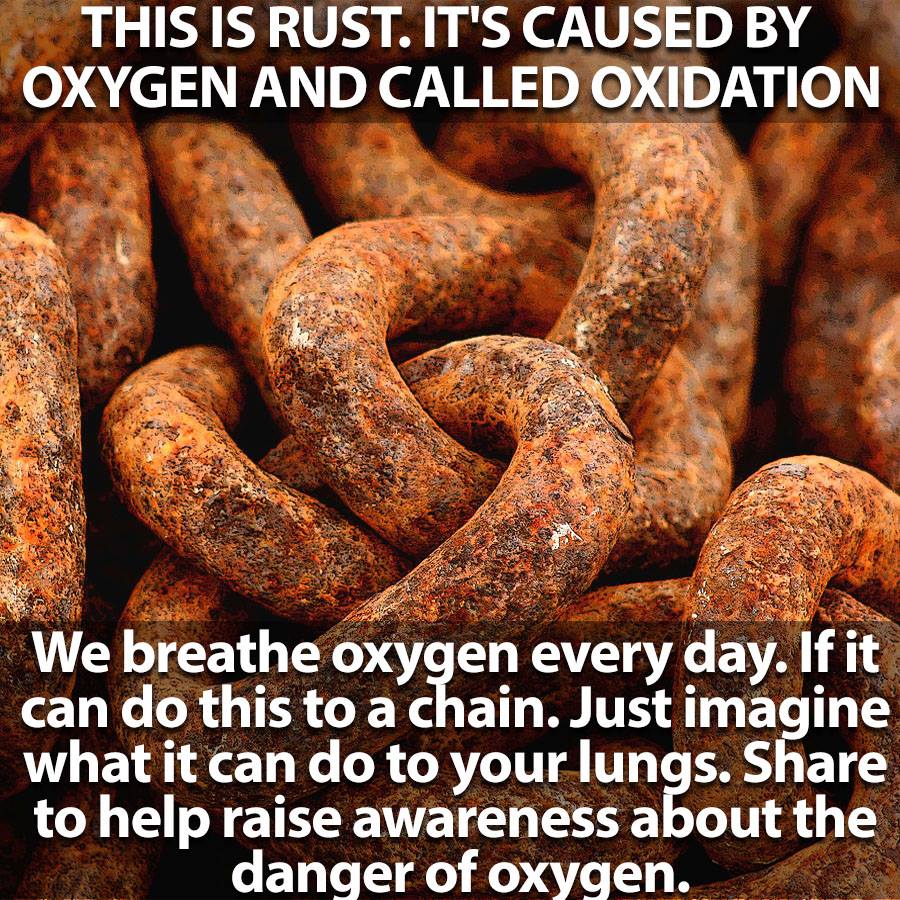 THIS IS RUST. IT'S CAUSED BY
OXYGEN AND CALLED OXIDATION
We breathe oxygen every day. If it
can do this to a chain. Just imagine
what it can do to your lungs. Share
to help raise awareness about the
danger of oxygen.